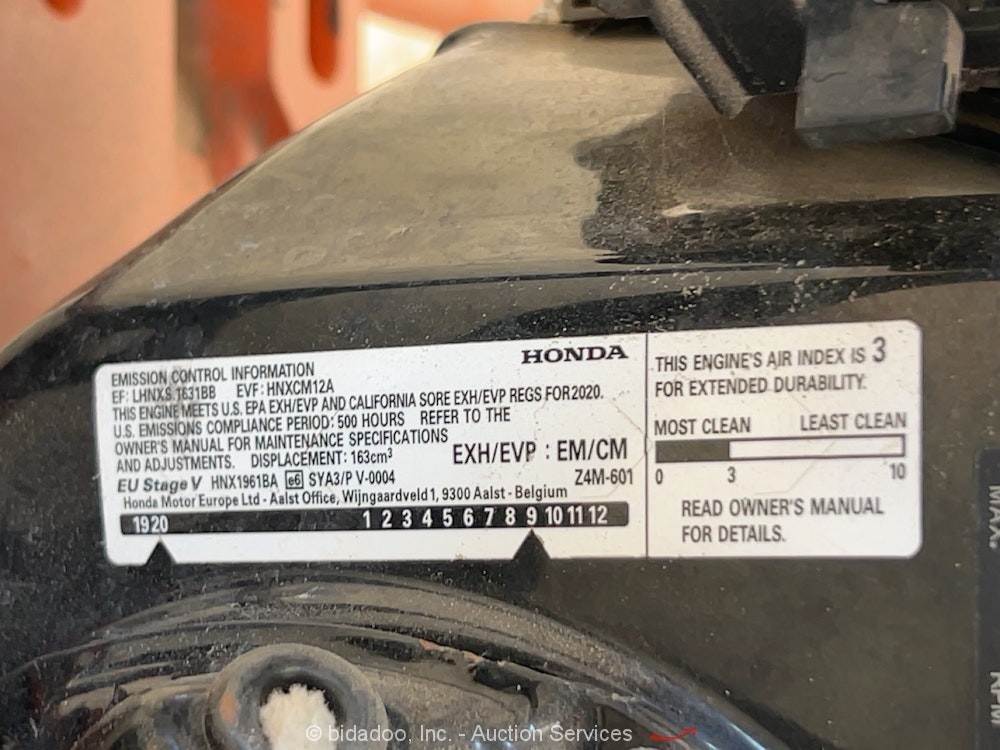 HONDA
EMISSION CONTROL INFORMATION
EF: LHNXS.1631BB EVF: HNXCM12A
THIS ENGINE MEETS U.S. EPA EXH/EVP AND CALIFORNIA SORE EXH/EVP REGS FOR 2020.
U.S. EMISSIONS COMPLIANCE PERIOD: 500 HOURS REFER TO THE
OWNER'S MANUAL FOR MAINTENANCE SPECIFICATIONS
AND ADJUSTMENTS. DISPLACEMENT: 163cm³
EXH/EVP : EM/CM
EU Stage V HNX1961BA e6 SYA3/P V-0004 Z4M-601
Honda Motor Europe Ltd - Aalst Office, Wijngaardveld 1, 9300 Aalst - Belgium
19 20 1 2 3 4 5 6 7 8 9 10 11 12
THIS ENGINE'S AIR INDEX IS 3
FOR EXTENDED DURABILITY.
MOST CLEAN LEAST CLEAN
0 3 10
READ OWNER'S MANUAL
FOR DETAILS.
MAX.
© bidadoo, Inc. - Auction Services